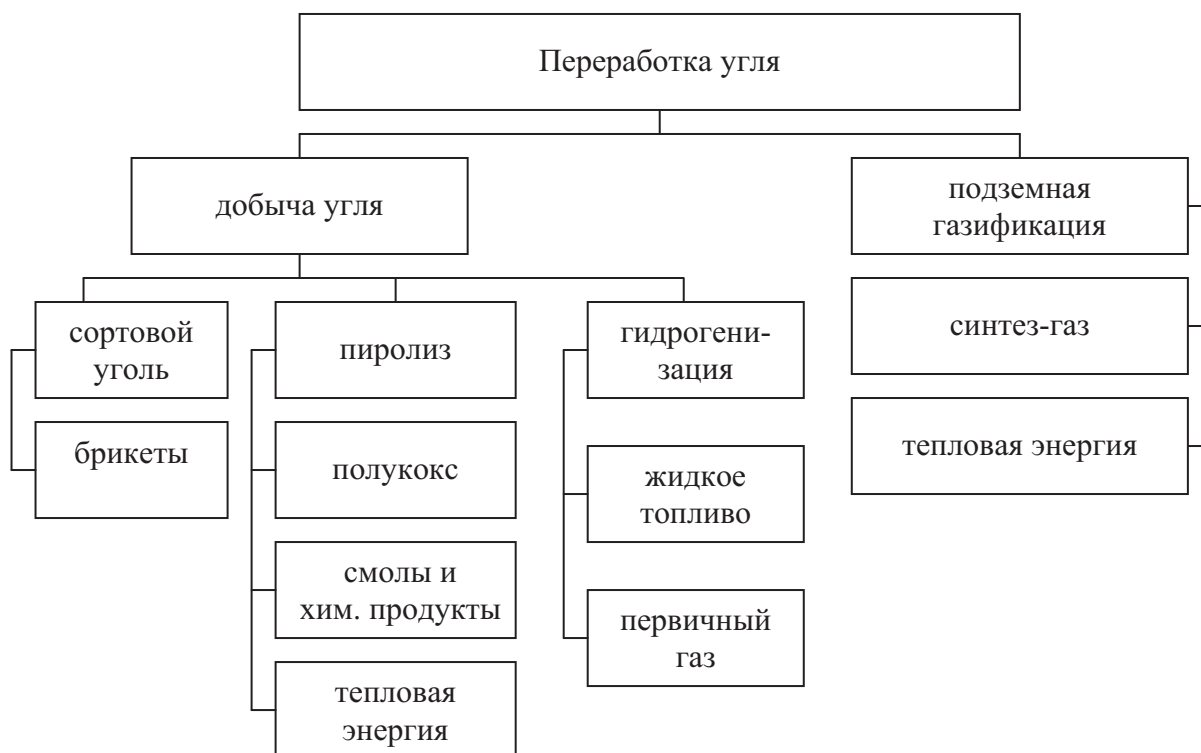 Переработка угля
добыча угля
подземная
газификация
сортовой
уголь
пиролиз
гидрогени-
зация
синтез-газ
брикеты
полукокс
жидкое
топливо
тепловая энергия
смолы и
хим. продукты
первичный
газ
тепловая
энергия